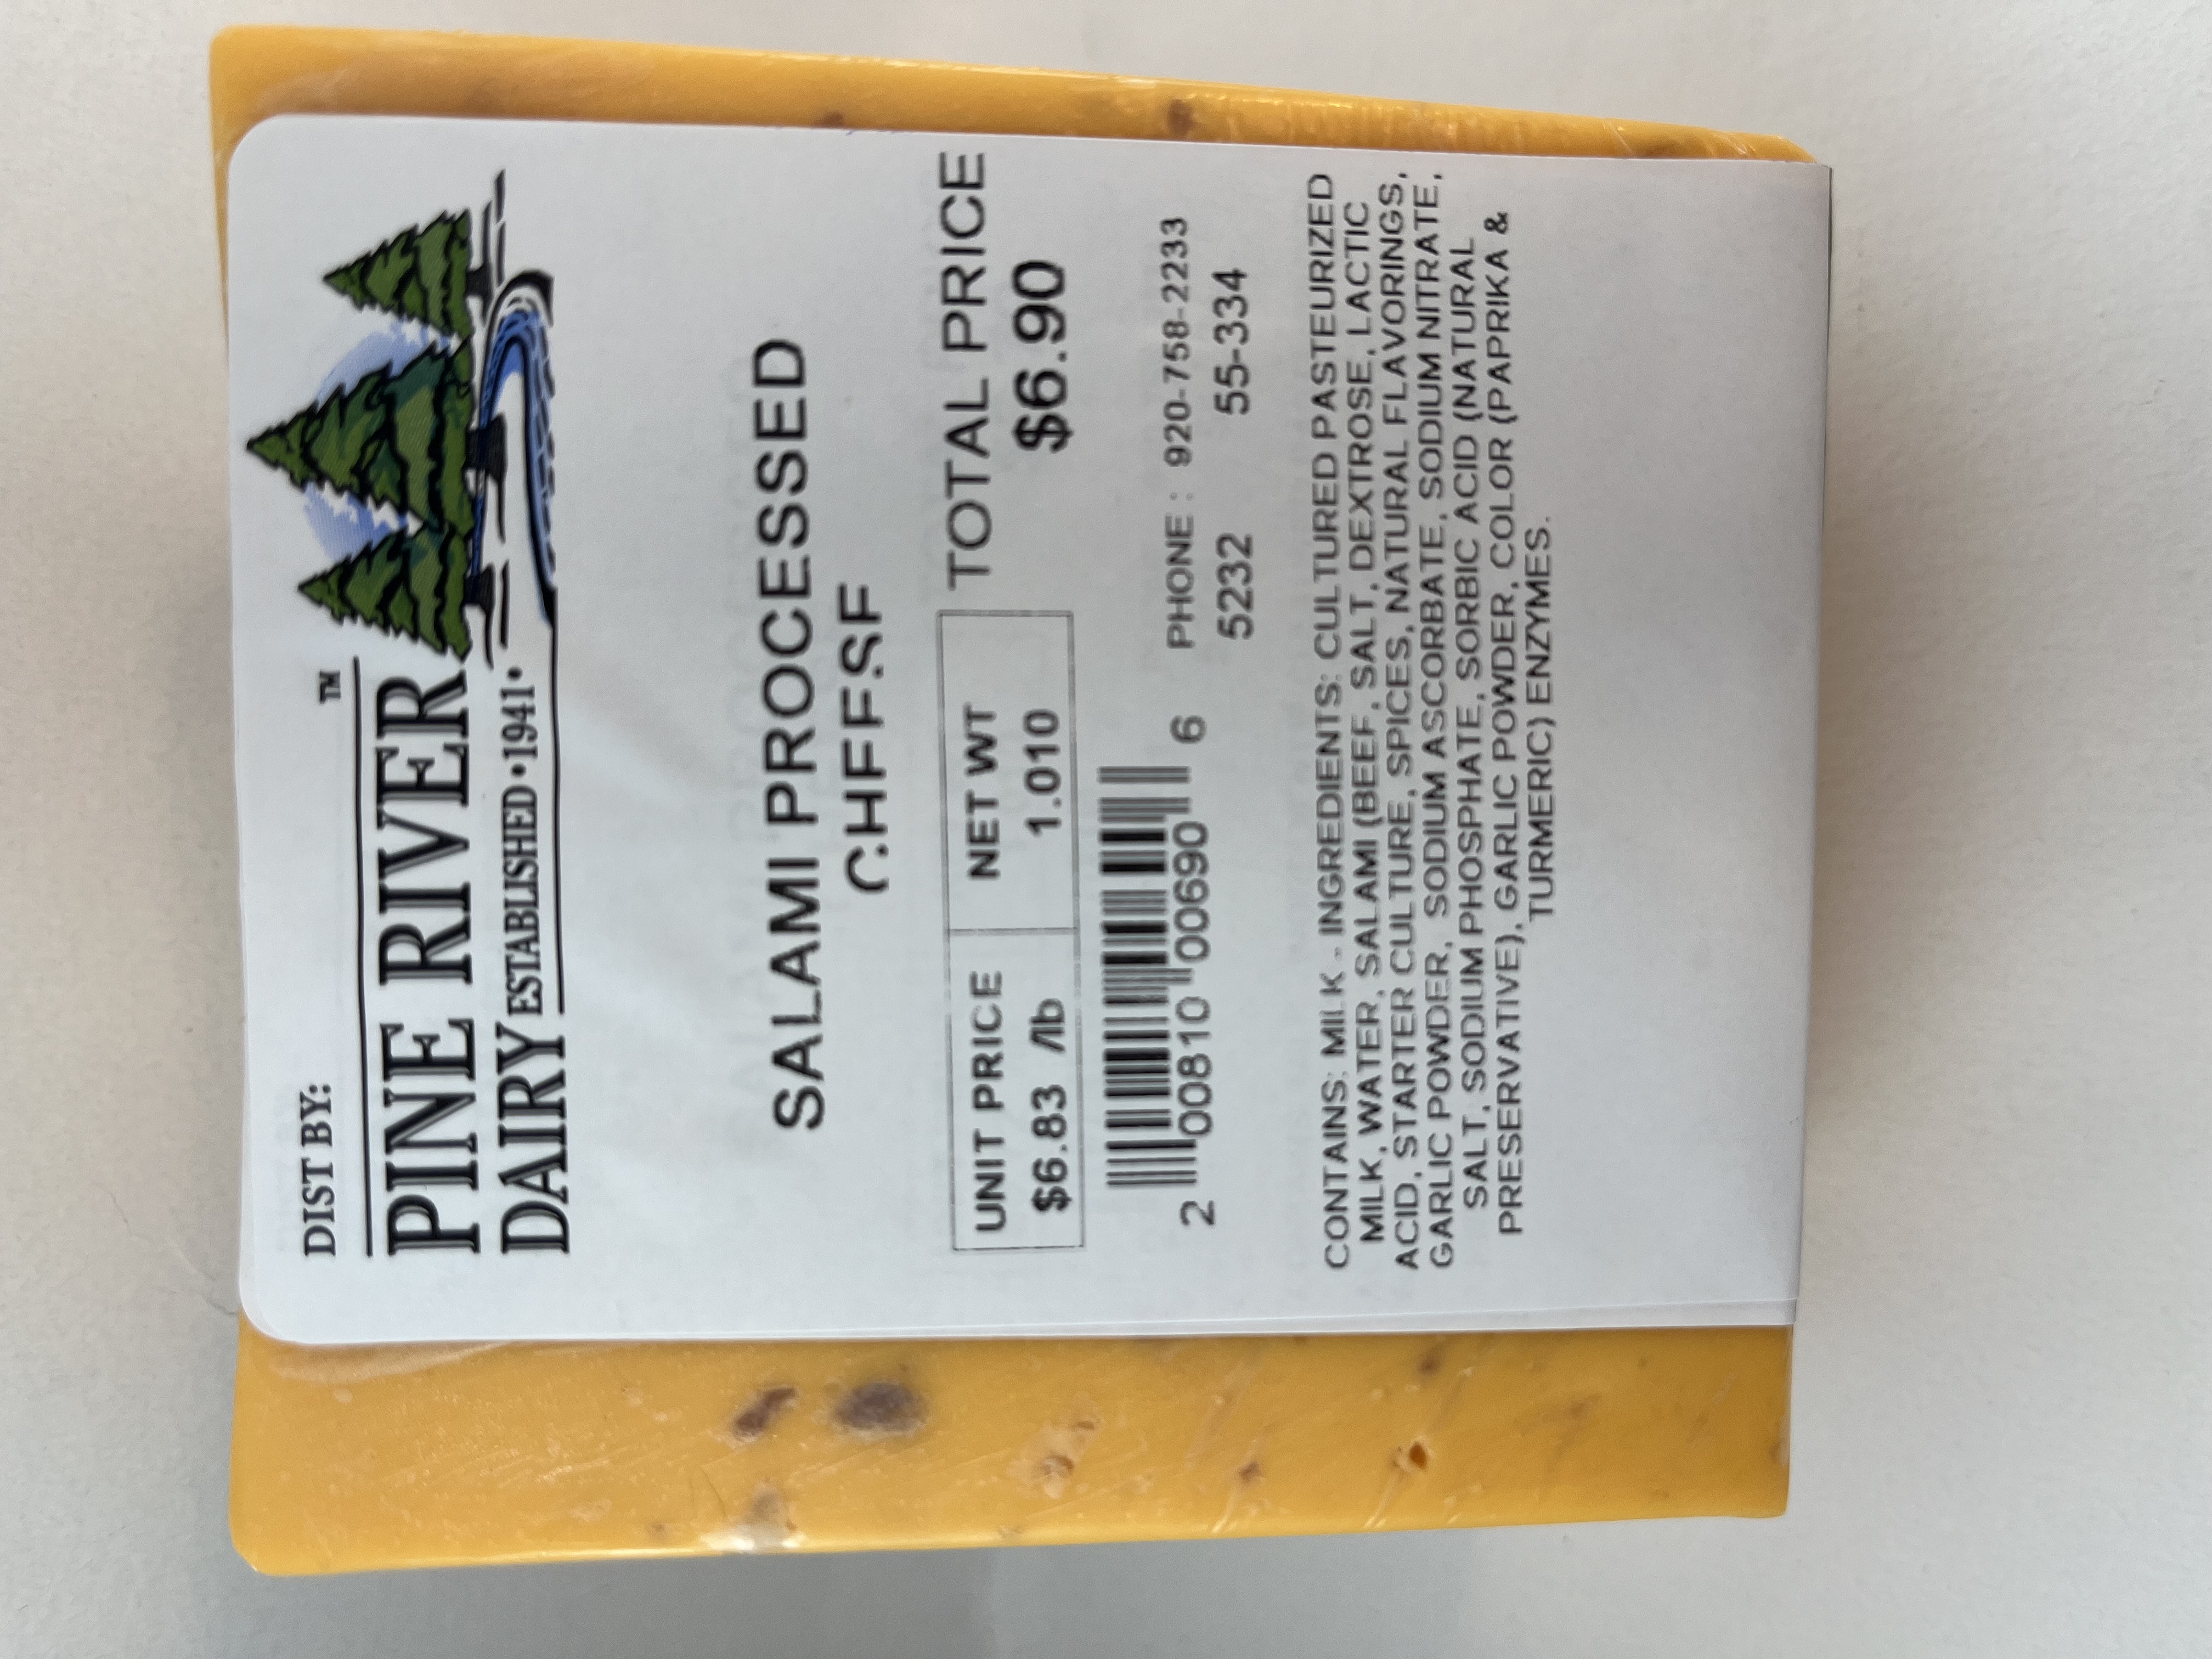 DIST BY:
PINE RIVER™
DAIRY ESTABLISHED • 1941 •
SALAMI PROCESSED
CHEESE
UNIT PRICE NET WT TOTAL PRICE
$6.83 /lb 1.010 $6.90
2 00810 00690 6
PHONE: 920-758-2233
5232 55-334
CONTAINS: MILK - INGREDIENTS: CULTURED PASTEURIZED
MILK, WATER, SALAMI (BEEF, SALT, DEXTROSE, LACTIC
ACID, STARTER CULTURE, SPICES, NATURAL FLAVORINGS,
GARLIC POWDER, SODIUM ASCORBATE, SODIUM NITRATE,
SALT, SODIUM PHOSPHATE, SORBIC ACID (NATURAL
PRESERVATIVE), GARLIC POWDER, COLOR (PAPRIKA &
TURMERIC) ENZYMES.